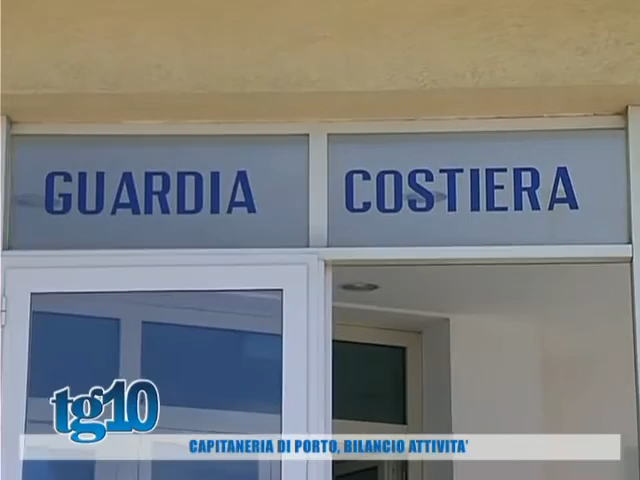 GUARDIA COSTIERA
tg10
CAPITANERIA DI PORTO, BILANCIO ATTIVITA'